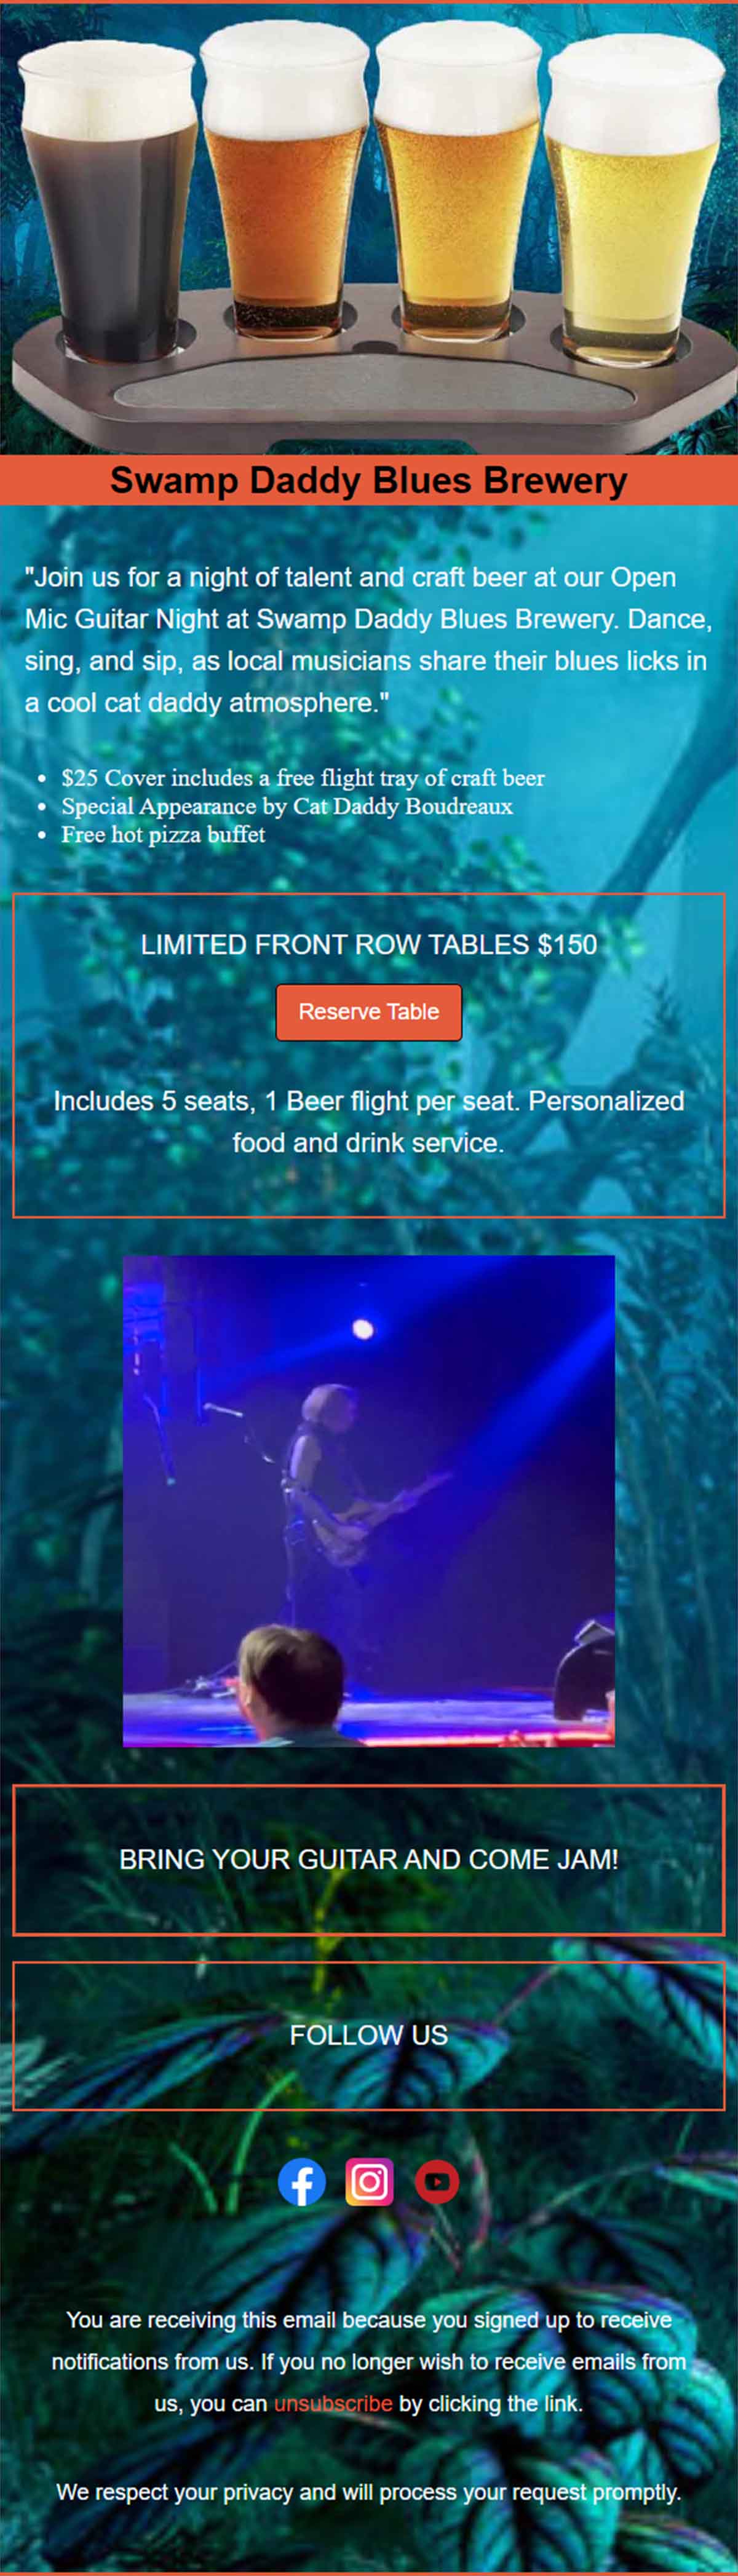 Swamp Daddy Blues Brewery
"Join us for a night of talent and craft beer at our Open
Mic Guitar Night at Swamp Daddy Blues Brewery. Dance,
sing, and sip, as local musicians share their blues licks in
a cool cat daddy atmosphere."
• $25 Cover includes a free flight tray of craft beer
• Special Appearance by Cat Daddy Boudreaux
• Free hot pizza buffet
LIMITED FRONT ROW TABLES $150
Reserve Table
Includes 5 seats, 1 Beer flight per seat. Personalized
food and drink service.
BRING YOUR GUITAR AND COME JAM!
FOLLOW US
You are receiving this email because you signed up to receive
notifications from us. If you no longer wish to receive emails from
us, you can unsubscribe by clicking the link.
We respect your privacy and will process your request promptly.